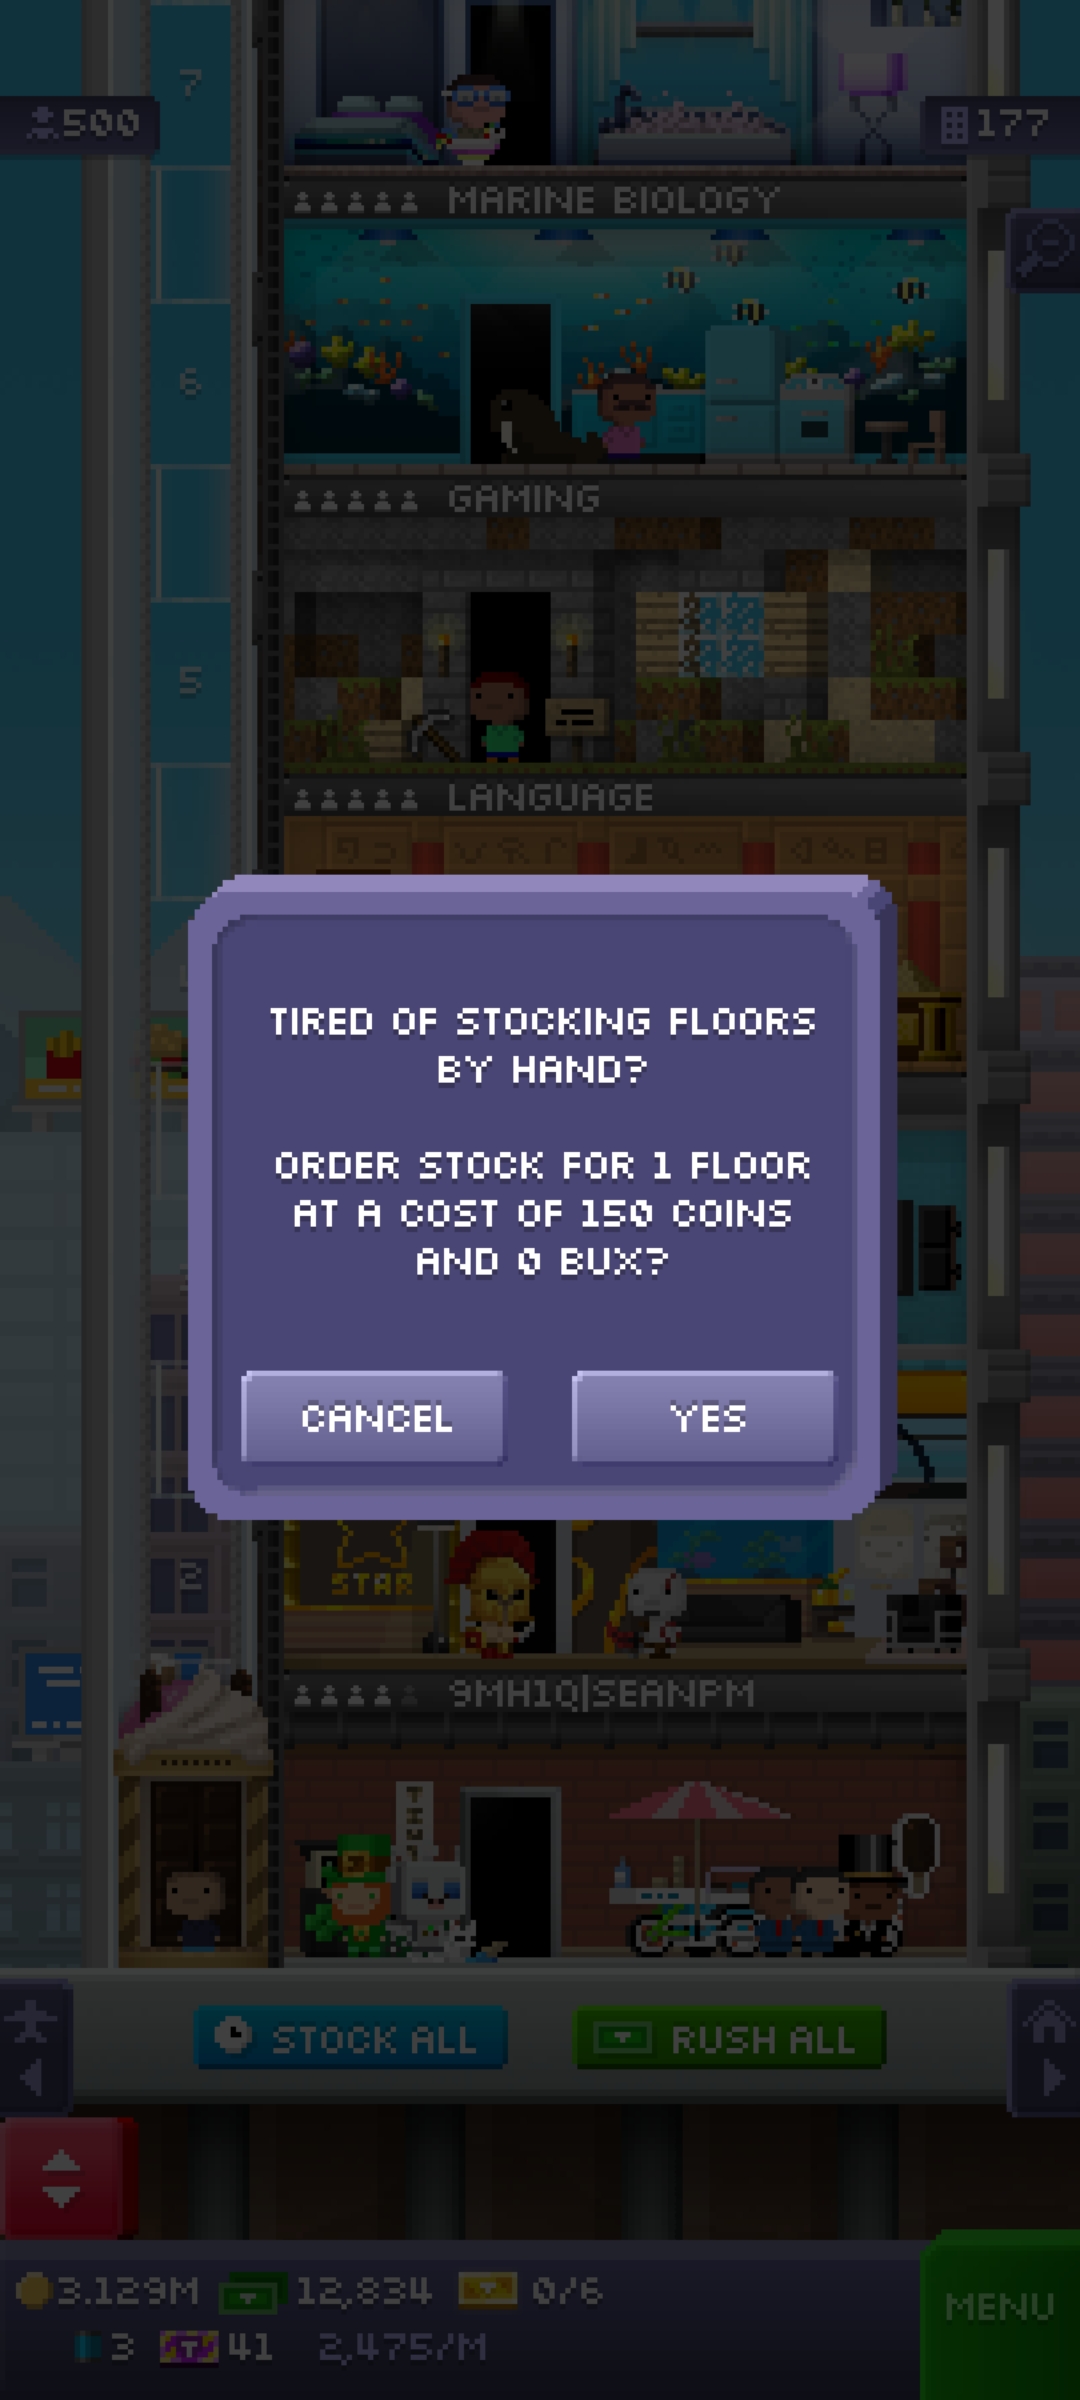 7
500
177
MARINE BIOLOGY
6
GAMING
5
LANGUAGE
TIRED OF STOCKING FLOORS
BY HAND?
ORDER STOCK FOR 1 FLOOR
AT A COST OF 150 COINS
AND 0 BUX?
CANCEL
YES
2
STAR
9MH1Q|SEANPM
STOCK ALL
RUSH ALL
3.129M
12,834
0/6
MENU
3
T
41
2,475/M